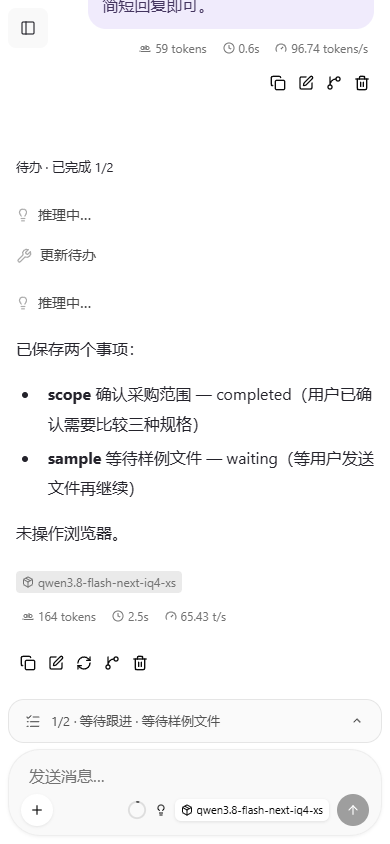 简短回复即可。
59 tokens 0.6s 96.74 tokens/s
待办 · 已完成 1/2
推理中...
更新待办
推理中...
已保存两个事项：
scope 确认采购范围 — completed（用户已确
认需要比较三种规格）
sample 等待样例文件 — waiting（等用户发送
文件再继续）
未操作浏览器。
qwen3.8-flash-next-iq4-xs
164 tokens 2.5s 65.43 t/s
1/2 · 等待跟进 · 等待样例文件
发送消息...
qwen3.8-flash-next-iq4-xs